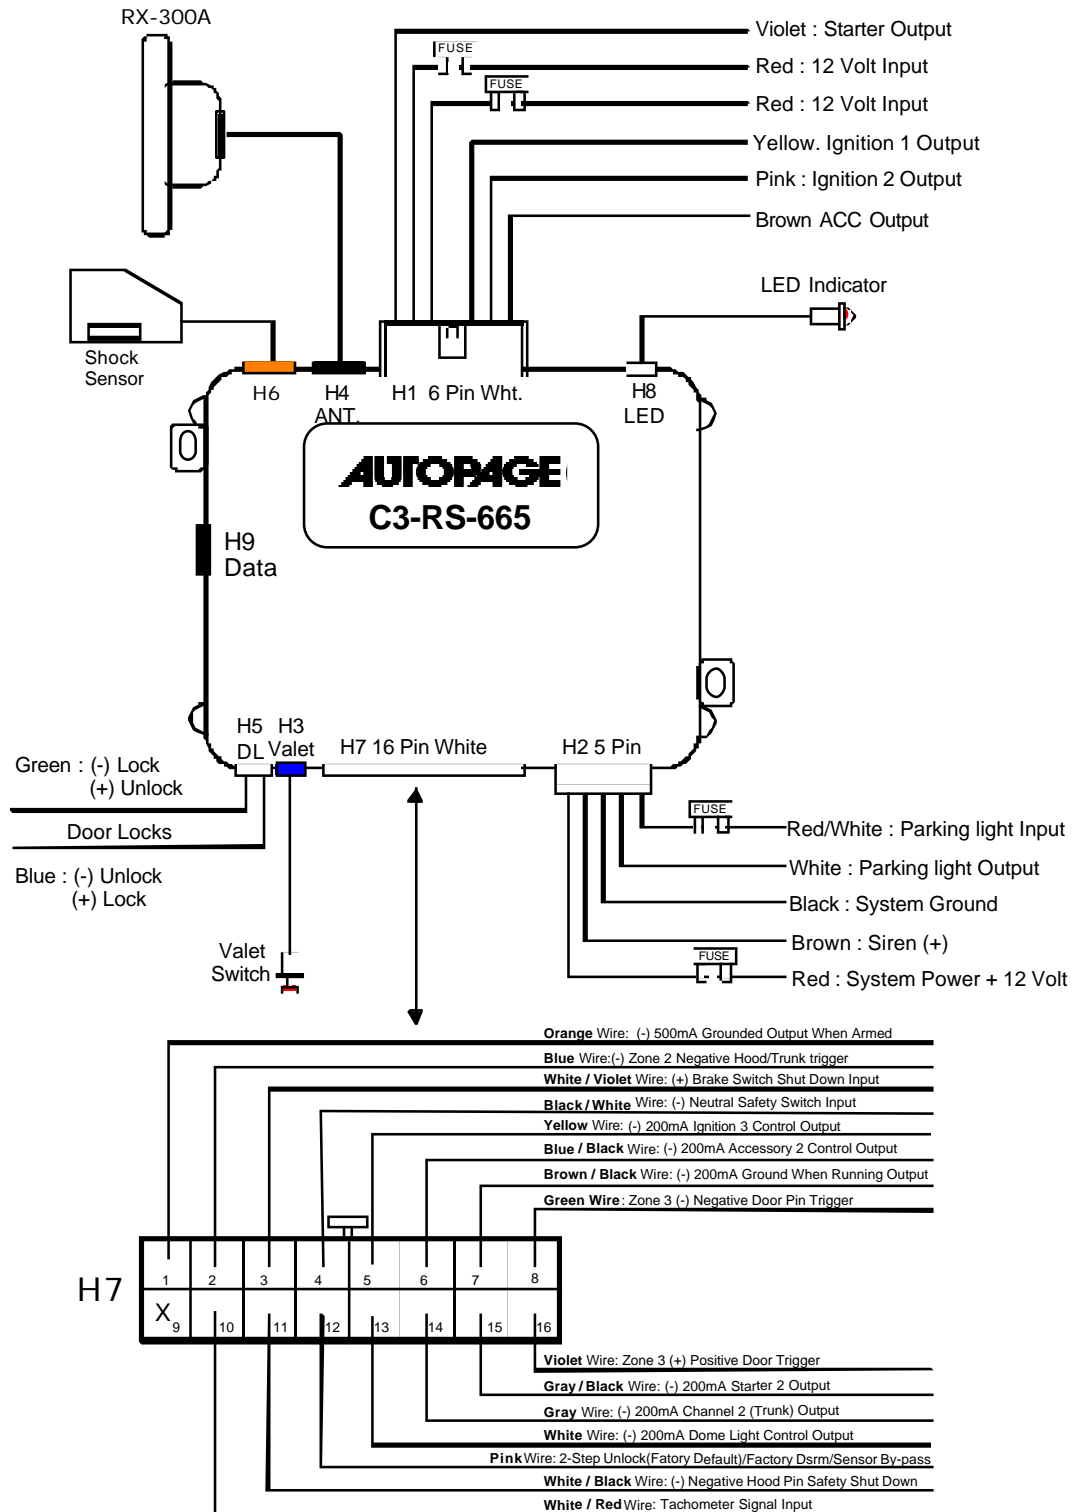 RX-300A
Violet : Starter Output
FUSE
Red : 12 Volt Input
FUSE
Red : 12 Volt Input
Yellow. Ignition 1 Output
Pink : Ignition 2 Output
Brown ACC Output
LED Indicator
Shock
Sensor
H6
H4
ANT.
H1 6 Pin Wht.
H8
LED
AUTOPAGE
C3-RS-665
H9
Data
H5
DL
H3
Valet
H7 16 Pin White
H2 5 Pin
Green : (-) Lock
(+) Unlock
Door Locks
Blue : (-) Unlock
(+) Lock
Valet
Switch
FUSE
Red/White : Parking light Input
White : Parking light Output
Black : System Ground
Brown : Siren (+)
FUSE
Red : System Power + 12 Volt
Orange Wire: (-) 500mA Grounded Output When Armed
Blue Wire:(-) Zone 2 Negative Hood/Trunk trigger
White / Violet Wire: (+) Brake Switch Shut Down Input
Black / White Wire: (-) Neutral Safety Switch Input
Yellow Wire: (-) 200mA Ignition 3 Control Output
Blue / Black Wire: (-) 200mA Accessory 2 Control Output
Brown / Black Wire: (-) 200mA Ground When Running Output
Green Wire: Zone 3 (-) Negative Door Pin Trigger
H7
1 2 3 4 5 6 7 8
X 9 10 11 12 13 14 15 16
Violet Wire: Zone 3 (+) Positive Door Trigger
Gray / Black Wire: (-) 200mA Starter 2 Output
Gray Wire: (-) 200mA Channel 2 (Trunk) Output
White Wire: (-) 200mA Dome Light Control Output
Pink Wire: 2-Step Unlock(Fatory Default)/Factory Dsrm/Sensor By-pass
White / Black Wire: (-) Negative Hood Pin Safety Shut Down
White / Red Wire: Tachometer Signal Input